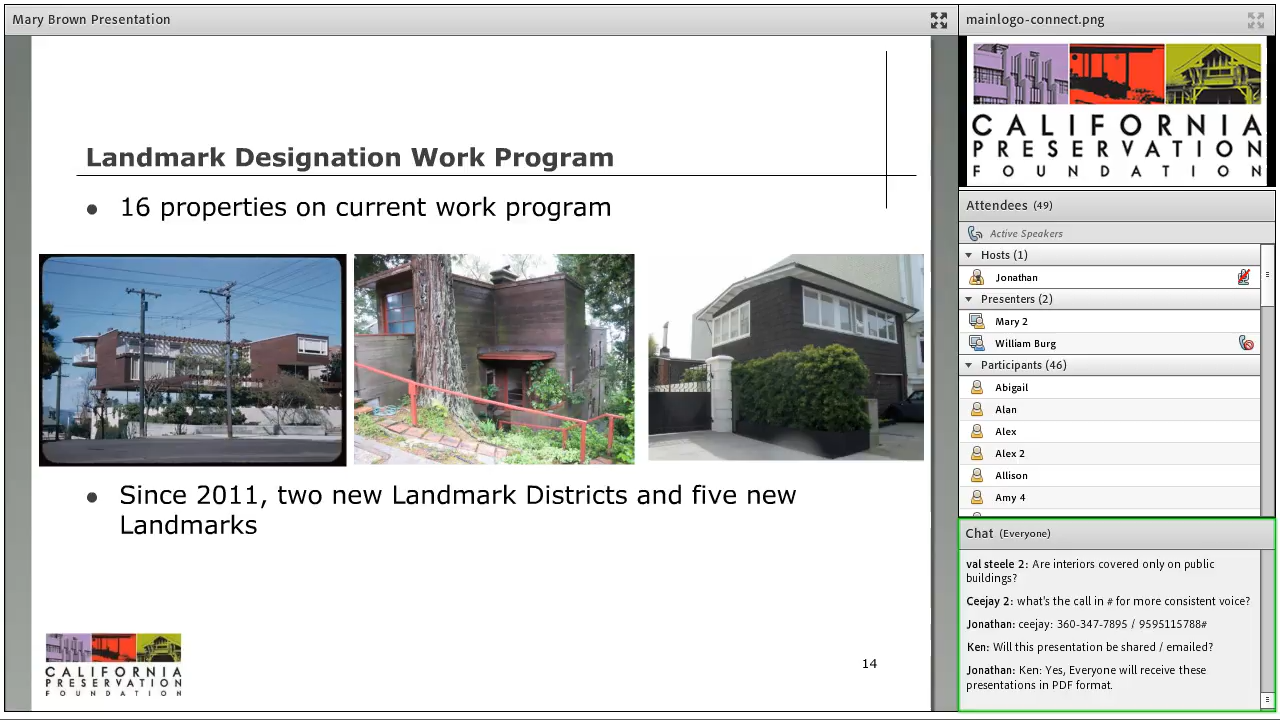 Mary Brown Presentation
Landmark Designation Work Program
• 16 properties on current work program
• Since 2011, two new Landmark Districts and five new
Landmarks
CALIFORNIA
PRESERVATION
FOUNDATION
14
mainlogo-connect.png
CALIFORNIA
PRESERVATION
FOUNDATION
Attendees (49)
Active Speakers
Hosts (1)
Jonathan
Presenters (2)
Mary 2
William Burg
Participants (46)
Abigail
Alan
Alex
Alex 2
Allison
Amy 4
Chat (Everyone)
val steele 2: Are interiors covered only on public
buildings?
Ceejay 2: what's the call in # for more consistent voice?
Jonathan: ceejay: 360-347-7895 / 9595115788#
Ken: Will this presentation be shared / emailed?
Jonathan: Ken: Yes, Everyone will receive these
presentations in PDF format.